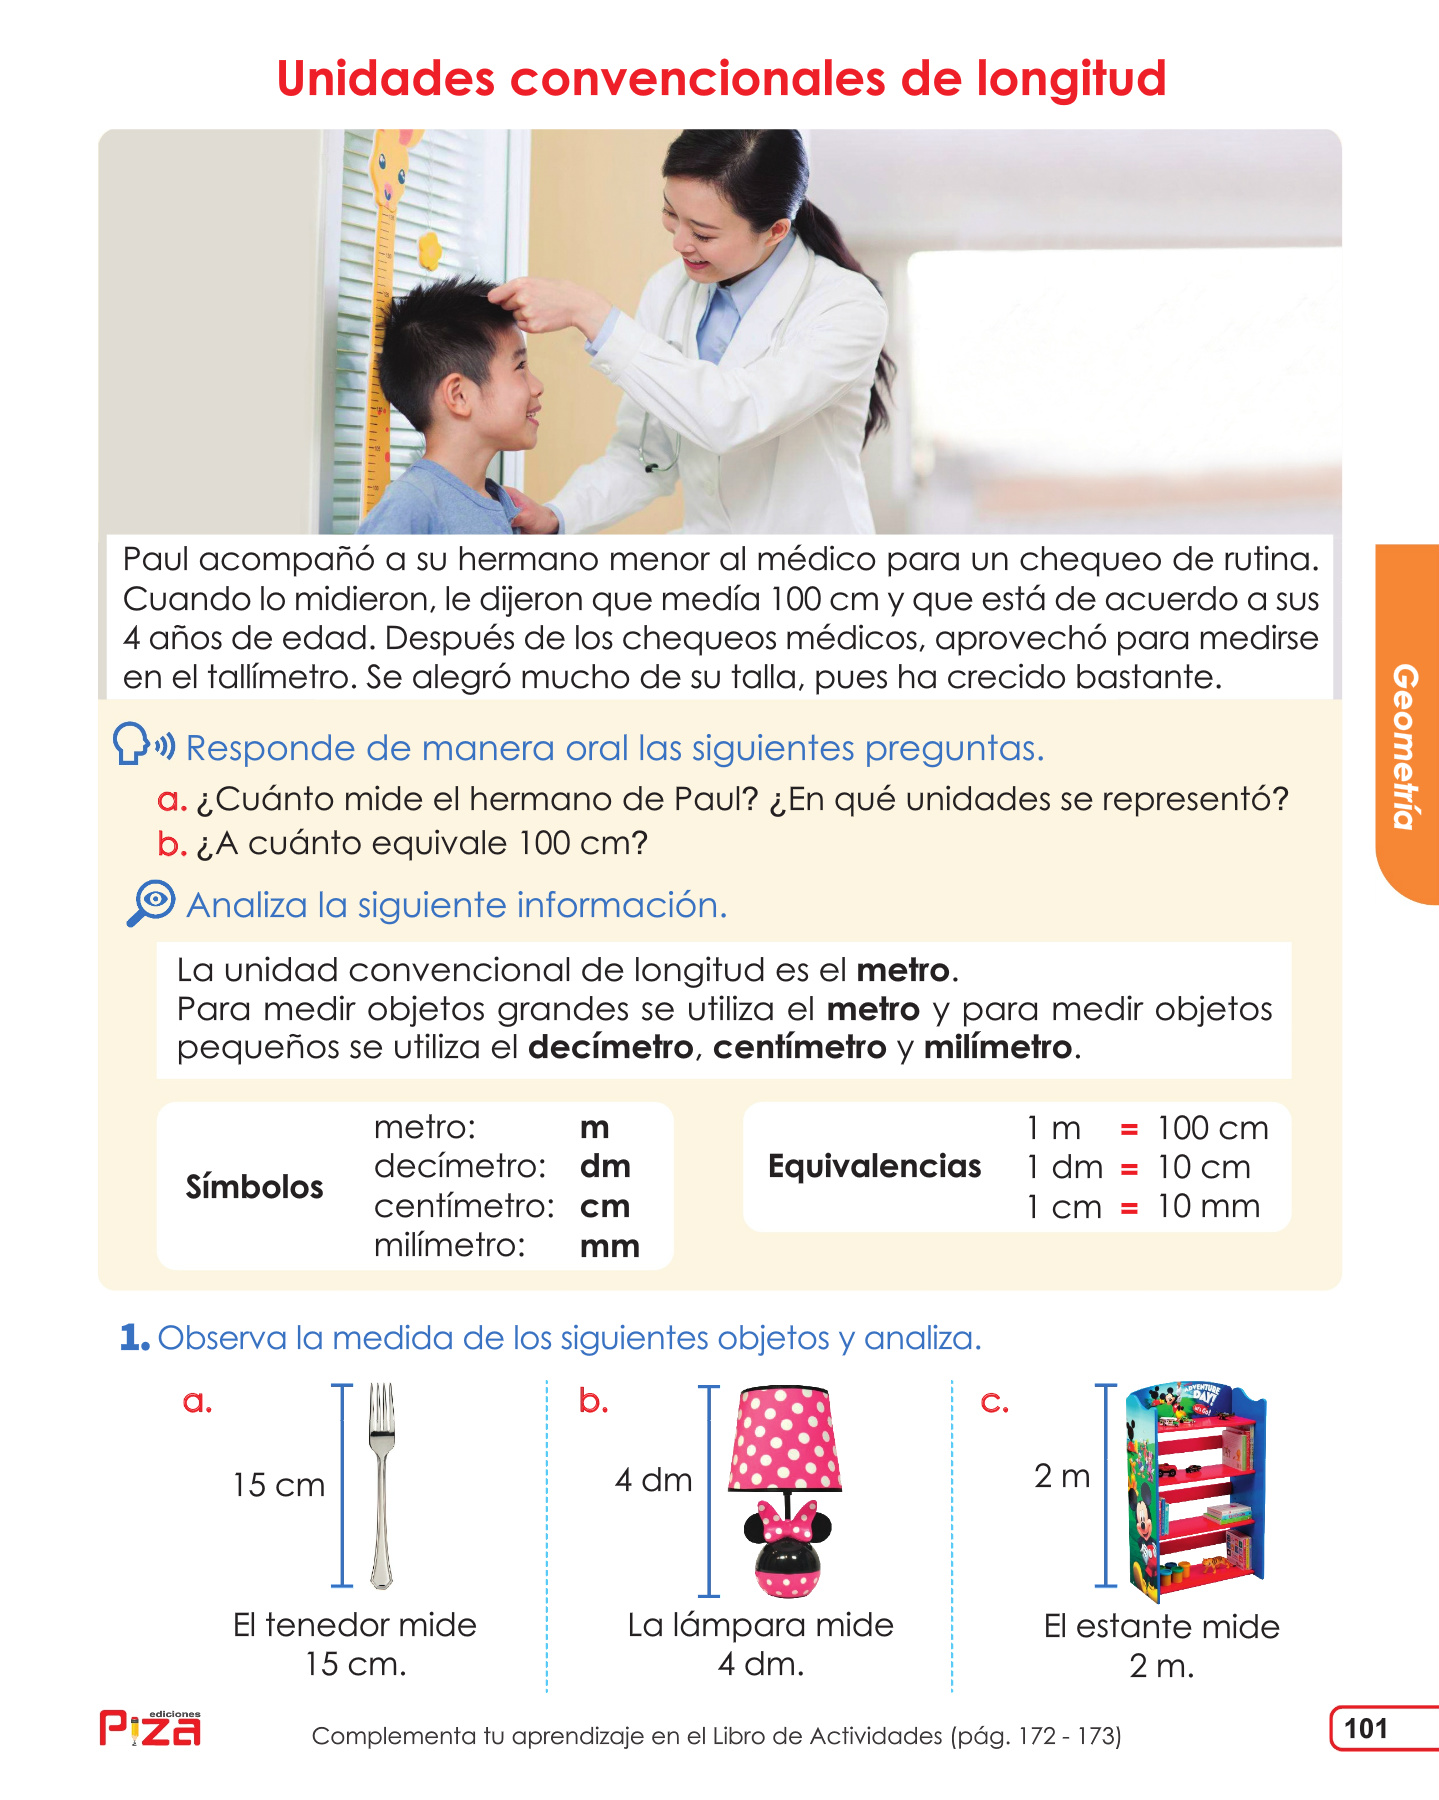 Unidades convencionales de longitud
Paul acompañó a su hermano menor al médico para un chequeo de rutina.
Cuando lo midieron, le dijeron que medía 100 cm y que está de acuerdo a sus
4 años de edad. Después de los chequeos médicos, aprovechó para medirse
en el tallímetro. Se alegró mucho de su talla, pues ha crecido bastante.
Responde de manera oral las siguientes preguntas.
a. ¿Cuánto mide el hermano de Paul? ¿En qué unidades se representó?
b. ¿A cuánto equivale 100 cm?
Analiza la siguiente información.
La unidad convencional de longitud es el metro.
Para medir objetos grandes se utiliza el metro y para medir objetos
pequeños se utiliza el decímetro, centímetro y milímetro.
Símbolos
metro: m
decímetro: dm
centímetro: cm
milímetro: mm
Equivalencias
1 m = 100 cm
1 dm = 10 cm
1 cm = 10 mm
Geometría
1. Observa la medida de los siguientes objetos y analiza.
a.
15 cm
El tenedor mide
15 cm.
b.
4 dm
La lámpara mide
4 dm.
c.
2 m
ADVENTURE
DAY!
El estante mide
2 m.
ediciones
Piza
Complementa tu aprendizaje en el Libro de Actividades (pág. 172 - 173)
101